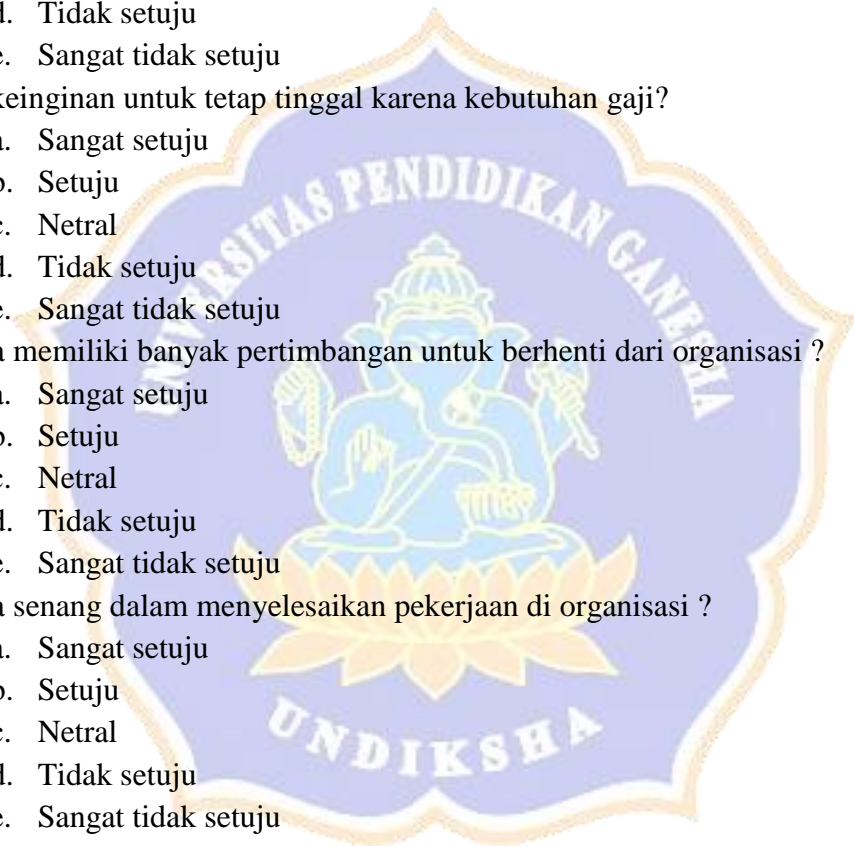 d. Tidak setuju
e. Sangat tidak setuju
keinginan untuk tetap tinggal karena kebutuhan gaji?
a. Sangat setuju
b. Setuju
c. Netral
d. Tidak setuju
e. Sangat tidak setuju
a memiliki banyak pertimbangan untuk berhenti dari organisasi ?
a. Sangat setuju
b. Setuju
c. Netral
d. Tidak setuju
e. Sangat tidak setuju
a senang dalam menyelesaikan pekerjaan di organisasi ?
a. Sangat setuju
b. Setuju
c. Netral
d. Tidak setuju
e. Sangat tidak setuju
UNIVERSITAS PENDIDIKAN GANESHA
UNDIKSHA